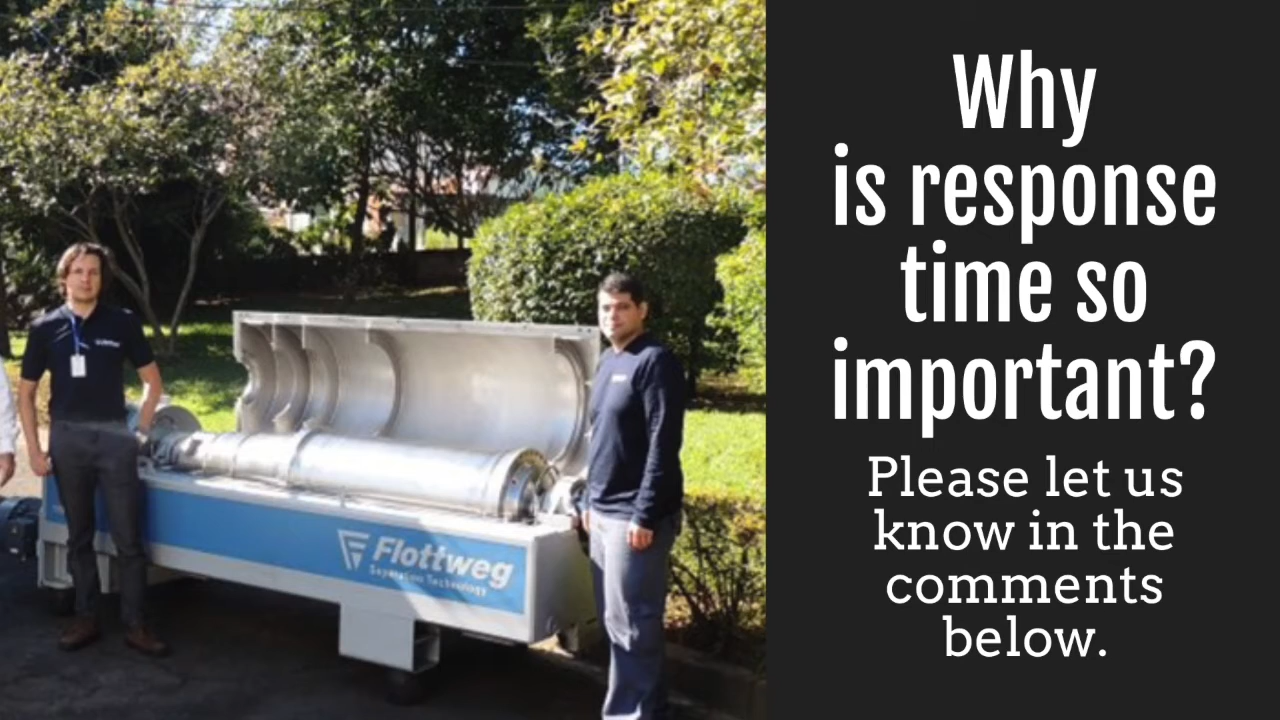 Flottweg
Separation Technology
Why
is response
time so
important?
Please let us
know in the
comments
below.